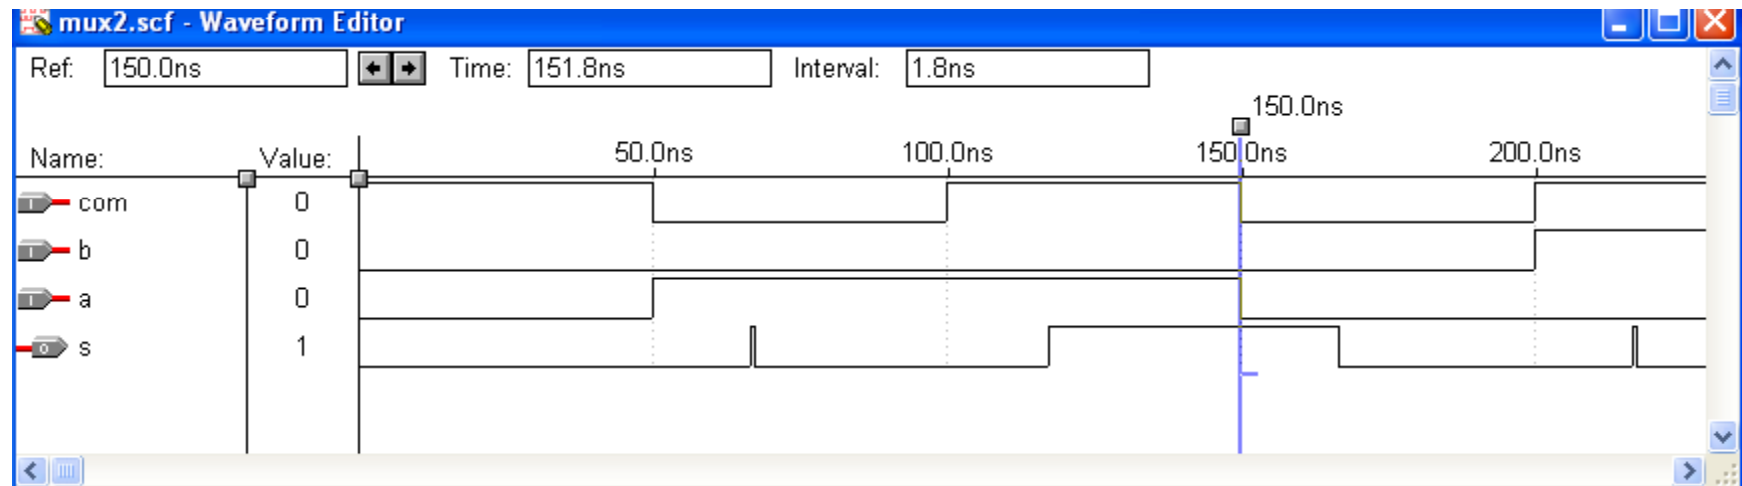 mux2.scf - Waveform Editor
Ref: 150.0ns Time: 151.8ns Interval: 1.8ns
150.0ns
Name: Value: 50.0ns 100.0ns 150.0ns 200.0ns
I com 0
I b 0
I a 0
O s 1